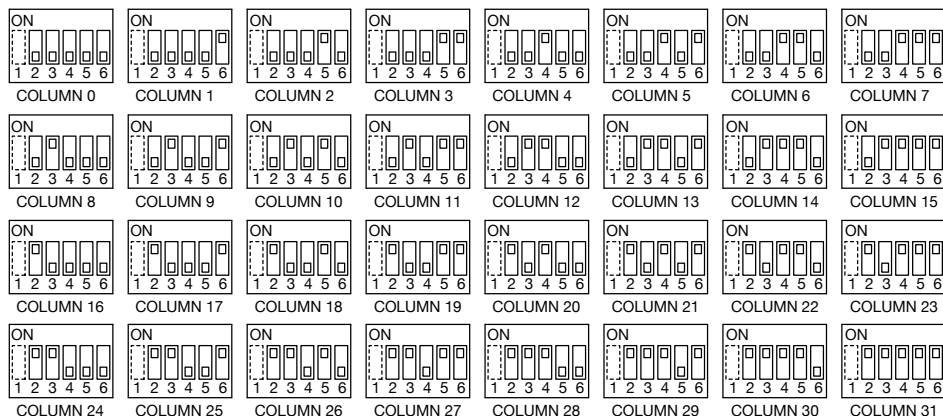 ON ON ON ON ON ON ON ON
1 2 3 4 5 6 1 2 3 4 5 6 1 2 3 4 5 6 1 2 3 4 5 6 1 2 3 4 5 6 1 2 3 4 5 6 1 2 3 4 5 6 1 2 3 4 5 6
COLUMN 0 COLUMN 1 COLUMN 2 COLUMN 3 COLUMN 4 COLUMN 5 COLUMN 6 COLUMN 7
ON ON ON ON ON ON ON ON
1 2 3 4 5 6 1 2 3 4 5 6 1 2 3 4 5 6 1 2 3 4 5 6 1 2 3 4 5 6 1 2 3 4 5 6 1 2 3 4 5 6 1 2 3 4 5 6
COLUMN 8 COLUMN 9 COLUMN 10 COLUMN 11 COLUMN 12 COLUMN 13 COLUMN 14 COLUMN 15
ON ON ON ON ON ON ON ON
1 2 3 4 5 6 1 2 3 4 5 6 1 2 3 4 5 6 1 2 3 4 5 6 1 2 3 4 5 6 1 2 3 4 5 6 1 2 3 4 5 6 1 2 3 4 5 6
COLUMN 16 COLUMN 17 COLUMN 18 COLUMN 19 COLUMN 20 COLUMN 21 COLUMN 22 COLUMN 23
ON ON ON ON ON ON ON ON
1 2 3 4 5 6 1 2 3 4 5 6 1 2 3 4 5 6 1 2 3 4 5 6 1 2 3 4 5 6 1 2 3 4 5 6 1 2 3 4 5 6 1 2 3 4 5 6
COLUMN 24 COLUMN 25 COLUMN 26 COLUMN 27 COLUMN 28 COLUMN 29 COLUMN 30 COLUMN 31